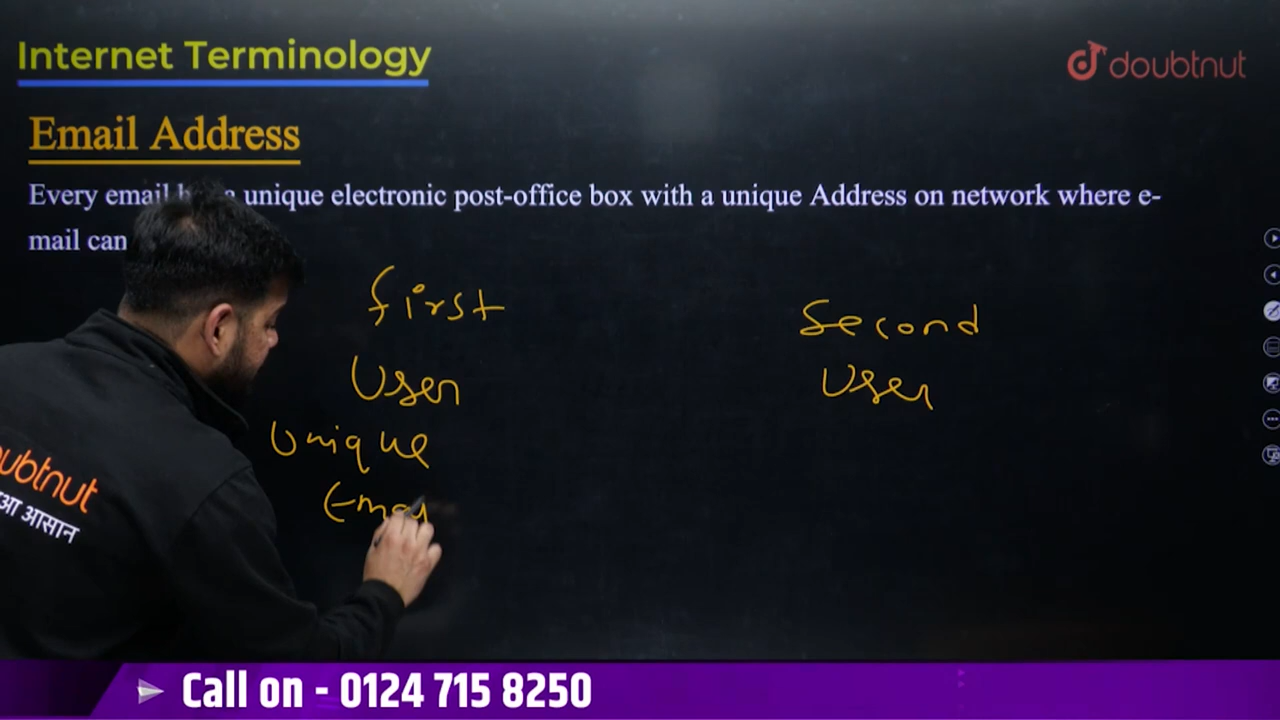 Internet Terminology
doubtnut
Email Address
Every email a unique electronic post-office box with a unique Address on network where e-
mail can
first
Second
User
User
unique
Ema
oubtnut
आ आसान
Call on - 0124 715 8250